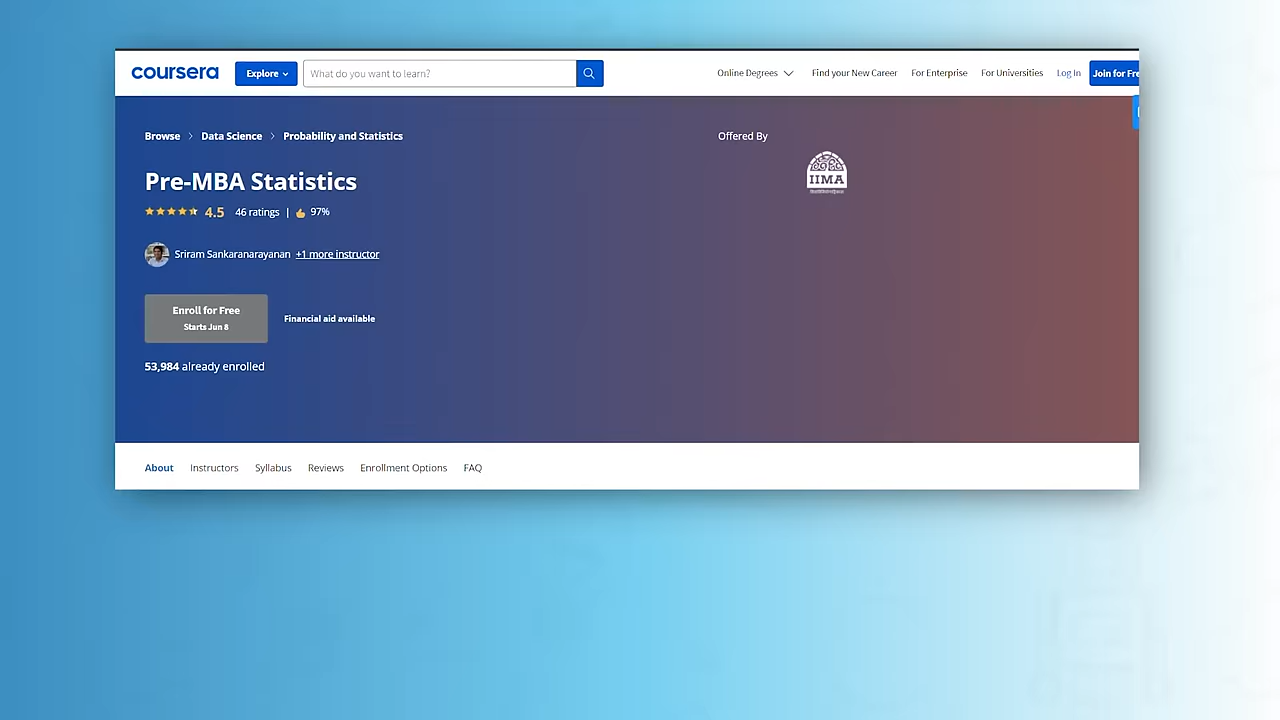 coursera
Explore
What do you want to learn?
Online Degrees
Find your New Career
For Enterprise
For Universities
Log In
Join for Fre
Browse > Data Science > Probability and Statistics
Offered By
IIMA
Pre-MBA Statistics
4.5 46 ratings | 97%
Sriram Sankaranarayanan +1 more instructor
Enroll for Free
Starts Jun 8
Financial aid available
53,984 already enrolled
About Instructors Syllabus Reviews Enrollment Options FAQ